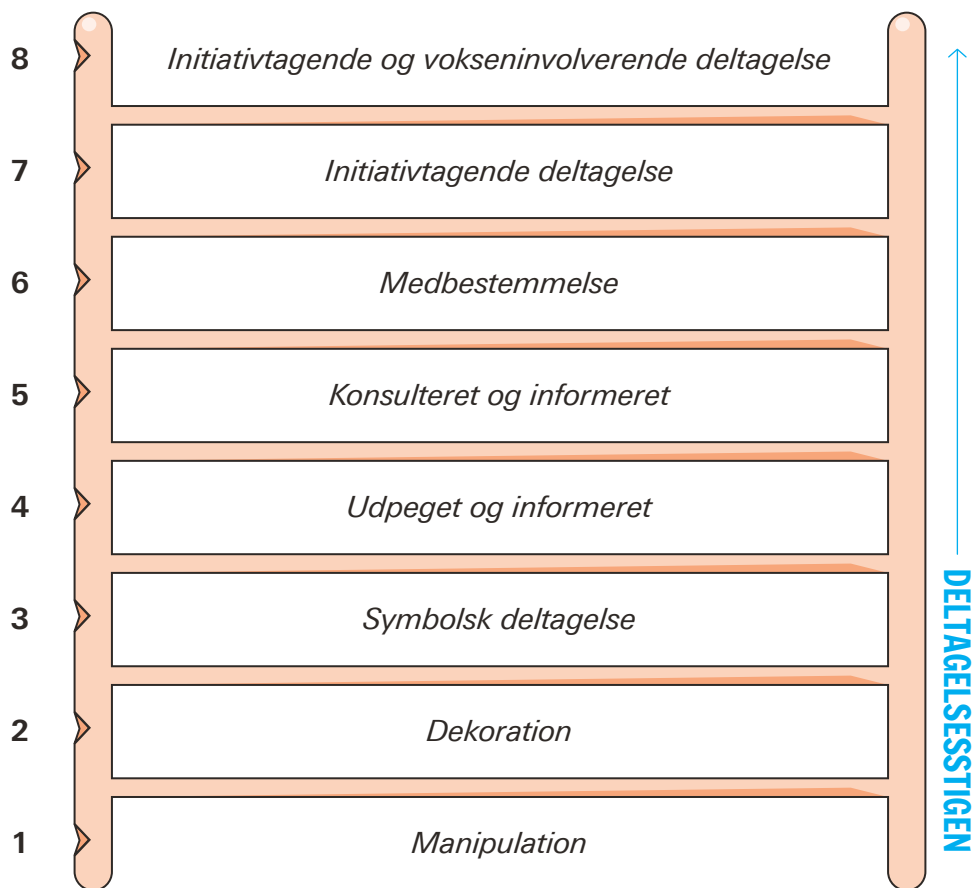 8 Initiativtagende og vokseninvolverende deltagelse
7 Initiativtagende deltagelse
6 Medbestemmelse
5 Konsulteret og informeret
4 Udpeget og informeret
3 Symbolsk deltagelse
2 Dekoration
1 Manipulation
DELTAGELSESSTIGEN